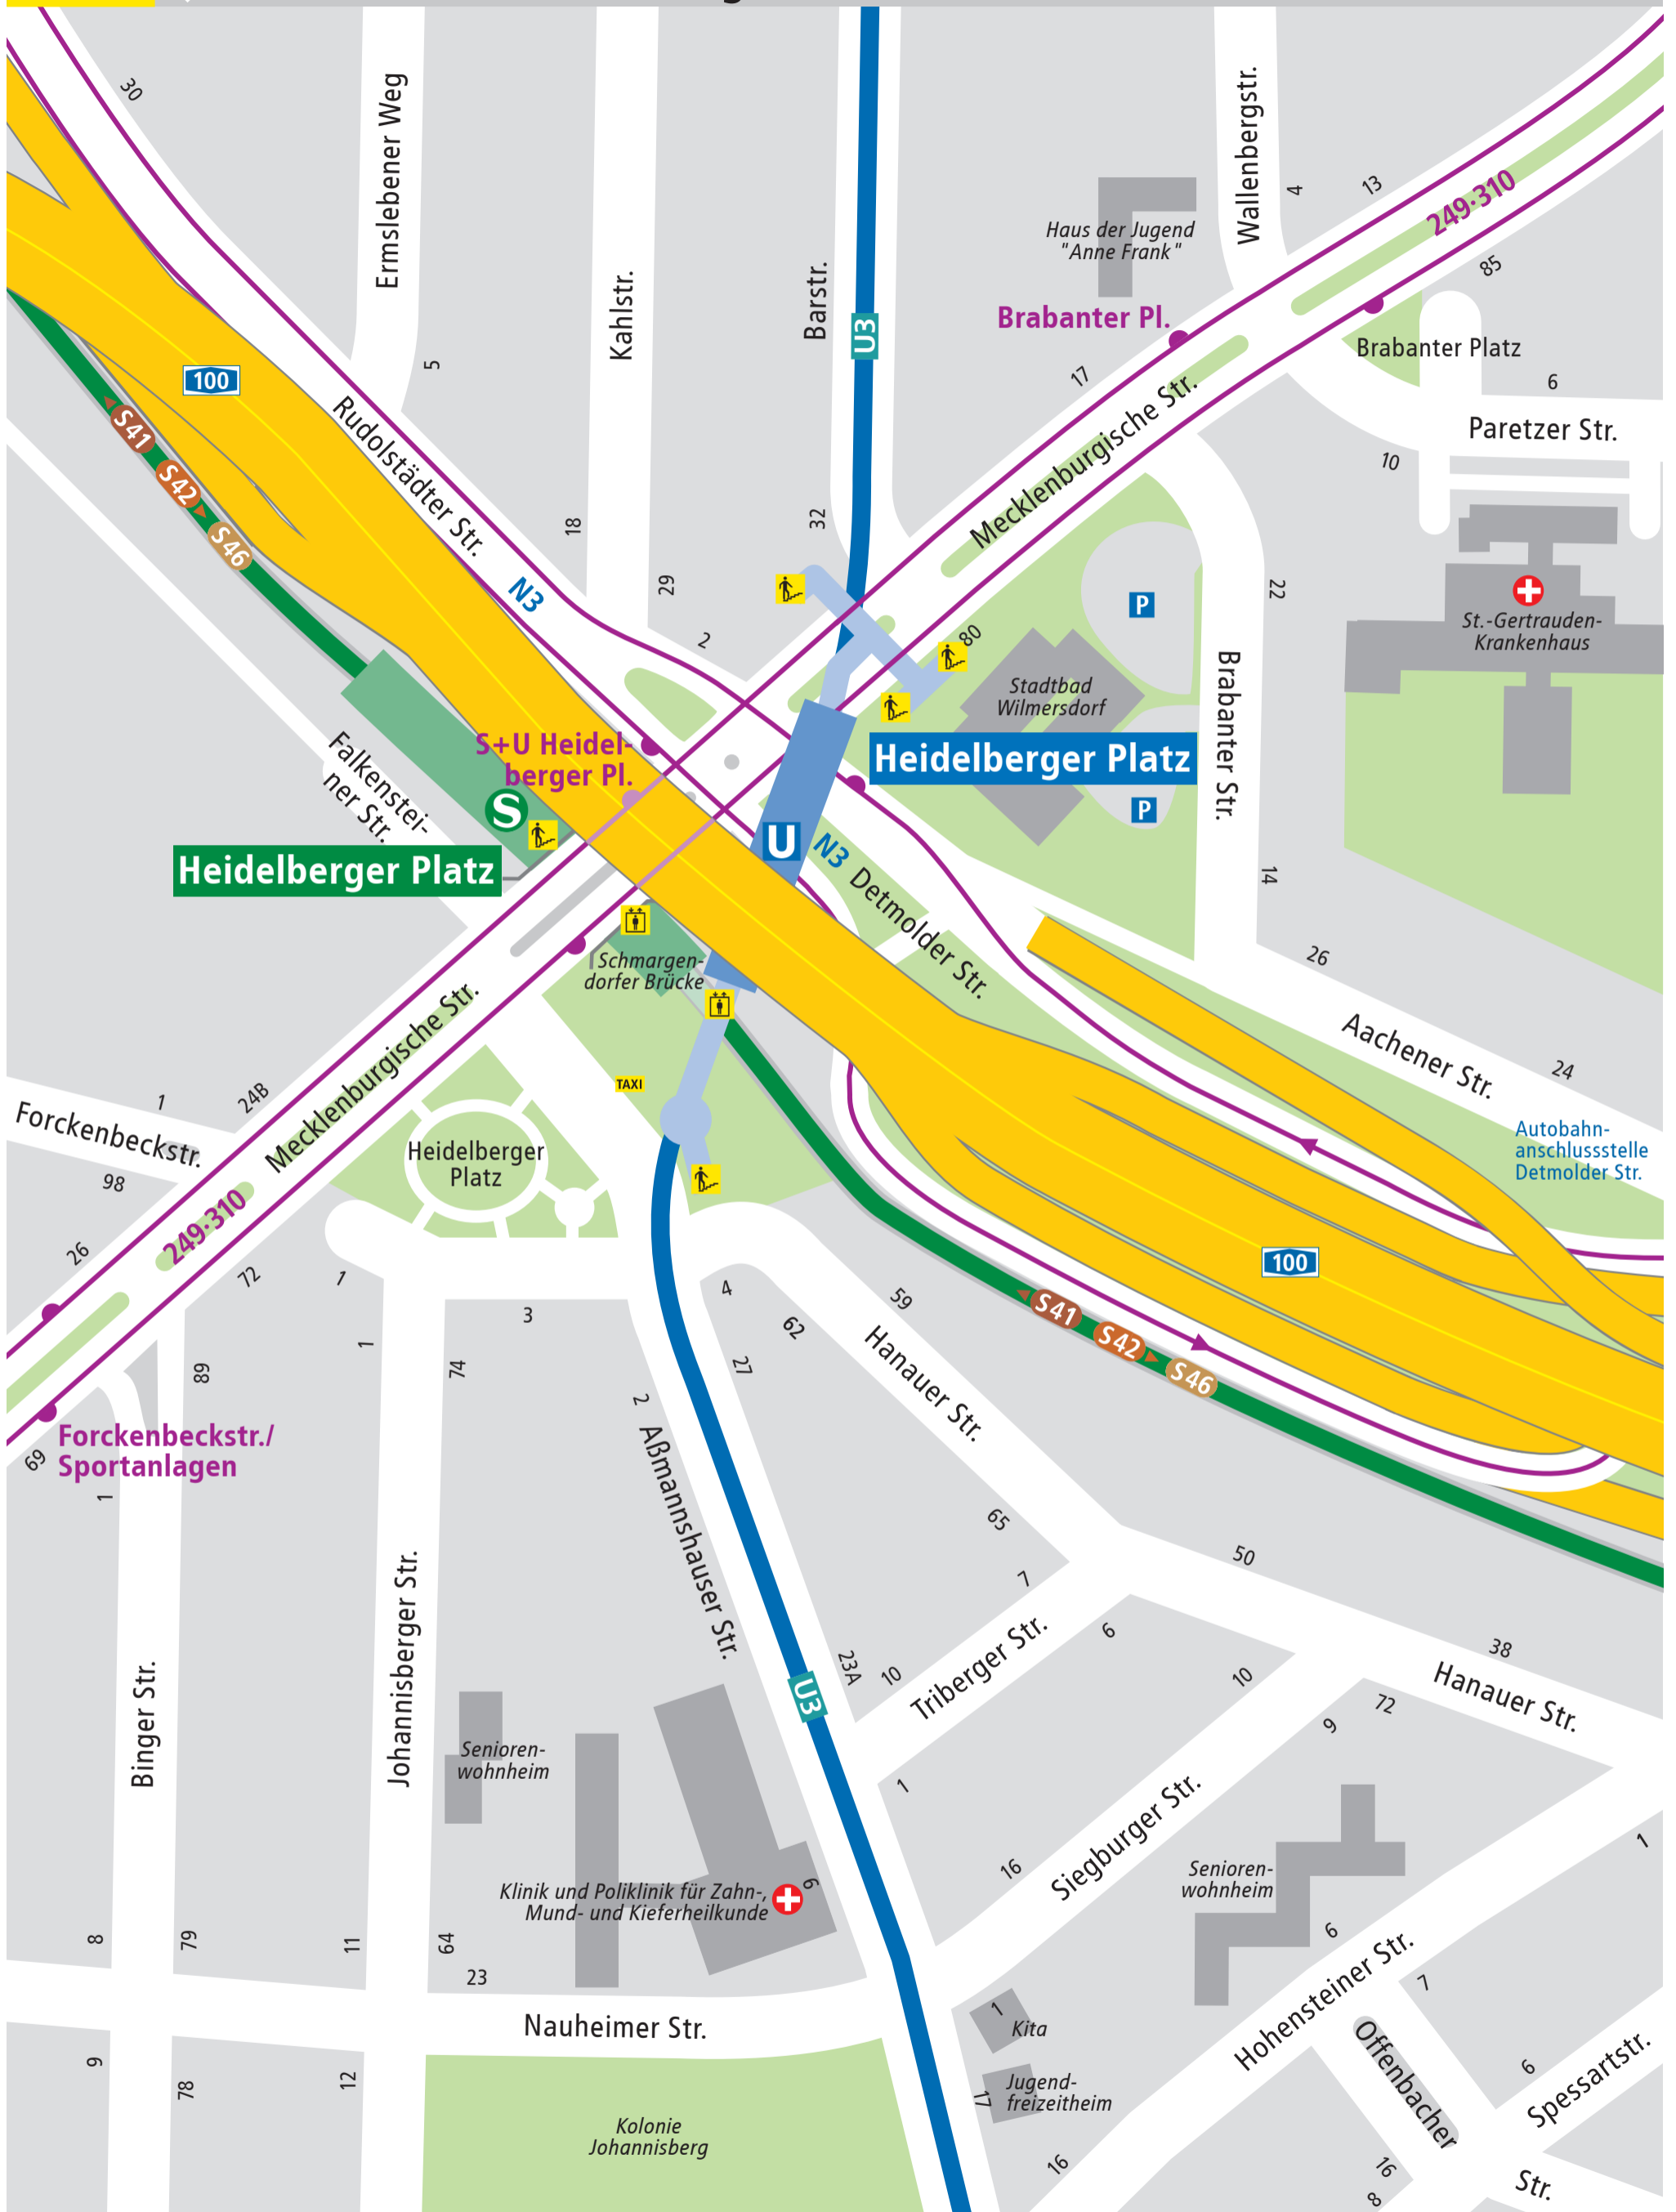 30
Ermslebener Weg
5
Kahlstr.
18
29
2
Barstr.
32
U3
Wallenbergstr.
4
13
249·310
85
Haus der Jugend
"Anne Frank"
Brabanter Pl.
17
Brabanter Platz
6
Paretzer Str.
10
Mecklenburgische Str.
100
S41
S42
S46
Rudolstädter Str.
N3
80
P
22
St.-Gertrauden-
Krankenhaus
Stadtbad
Wilmersdorf
Brabanter Str.
Heidelberger Platz
P
14
S+U Heidel-
berger Pl.
Falkenstei-
ner Str.
S
Heidelberger Platz
U
N3
Detmolder Str.
26
Schmargen-
dorfer Brücke
Aachener Str.
24
Autobahn-
anschlussstelle
Detmolder Str.
TAXI
Mecklenburgische Str.
24B
1
Forckenbeckstr.
98
Heidelberger
Platz
249·310
26
72
1
3
4
62
59
100
S41
S42
S46
Hanauer Str.
89
1
74
2
27
Forckenbeckstr./
Sportanlagen
69
1
Aßmannshauser Str.
65
7
50
Binger Str.
Johannisberger Str.
23A
10
Triberger Str.
6
10
38
Hanauer Str.
72
9
U3
Senioren-
wohnheim
1
Siegburger Str.
16
Senioren-
wohnheim
1
Klinik und Poliklinik für Zahn-,
Mund- und Kieferheilkunde
6
8
79
11
64
23
6
Hohensteiner Str.
7
Nauheimer Str.
1
Kita
Offenbacher
Str.
6
Spessartstr.
9
78
12
Jugend-
freizeitheim
17
Kolonie
Johannisberg
16
16
8